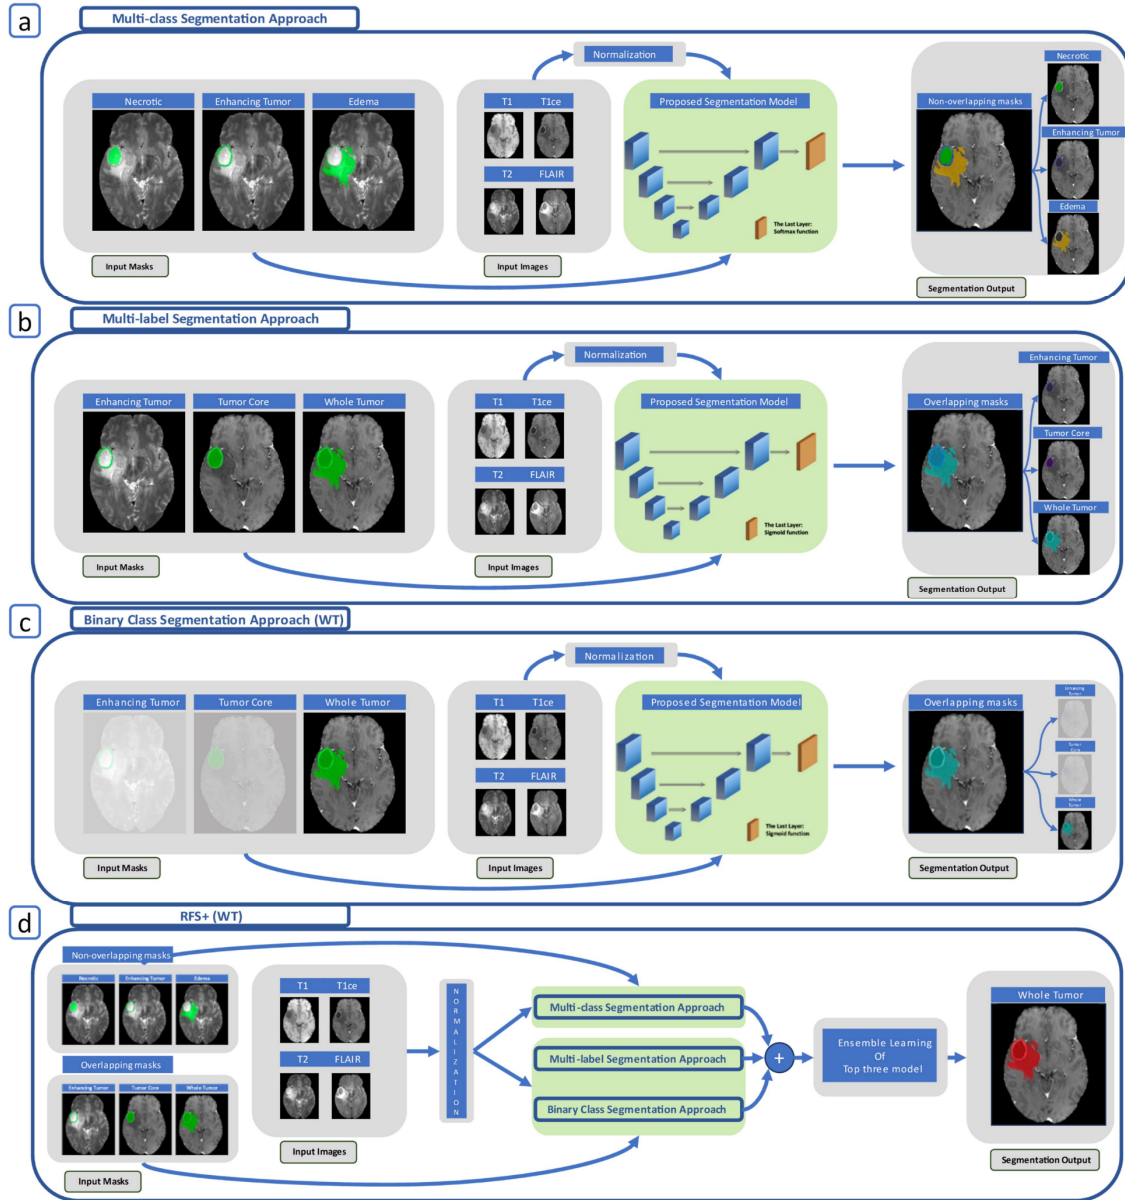 a
Multi-class Segmentation Approach
Normalization
Necrotic
Enhancing Tumor
Edema
T1
T1ce
T2
FLAIR
Proposed Segmentation Model
The Last Layer:
Softmax function
Non-overlapping masks
Necrotic
Enhancing Tumor
Edema
Input Masks
Input Images
Segmentation Output
b
Multi-label Segmentation Approach
Normalization
Enhancing Tumor
Tumor Core
Whole Tumor
T1
T1ce
T2
FLAIR
Proposed Segmentation Model
The Last Layer:
Sigmoid function
Overlapping masks
Enhancing Tumor
Tumor Core
Whole Tumor
Input Masks
Input Images
Segmentation Output
c
Binary Class Segmentation Approach (WT)
Normalization
Enhancing Tumor
Tumor Core
Whole Tumor
T1
T1ce
T2
FLAIR
Proposed Segmentation Model
The Last Layer:
Sigmoid function
Overlapping masks
Enhancing
Tumor
Tumor
Core
Whole
Tumor
Input Masks
Input Images
Segmentation Output
d
RFS+ (WT)
Non-overlapping masks
Necrotic
Enhancing Tumor
Edema
Overlapping masks
Enhancing Tumor
Tumor Core
Whole Tumor
Input Masks
T1
T1ce
T2
FLAIR
Input Images
NORMALIZATION
Multi-class Segmentation Approach
Multi-label Segmentation Approach
Binary Class Segmentation Approach
+
Ensemble Learning
Of
Top three model
Whole Tumor
Segmentation Output